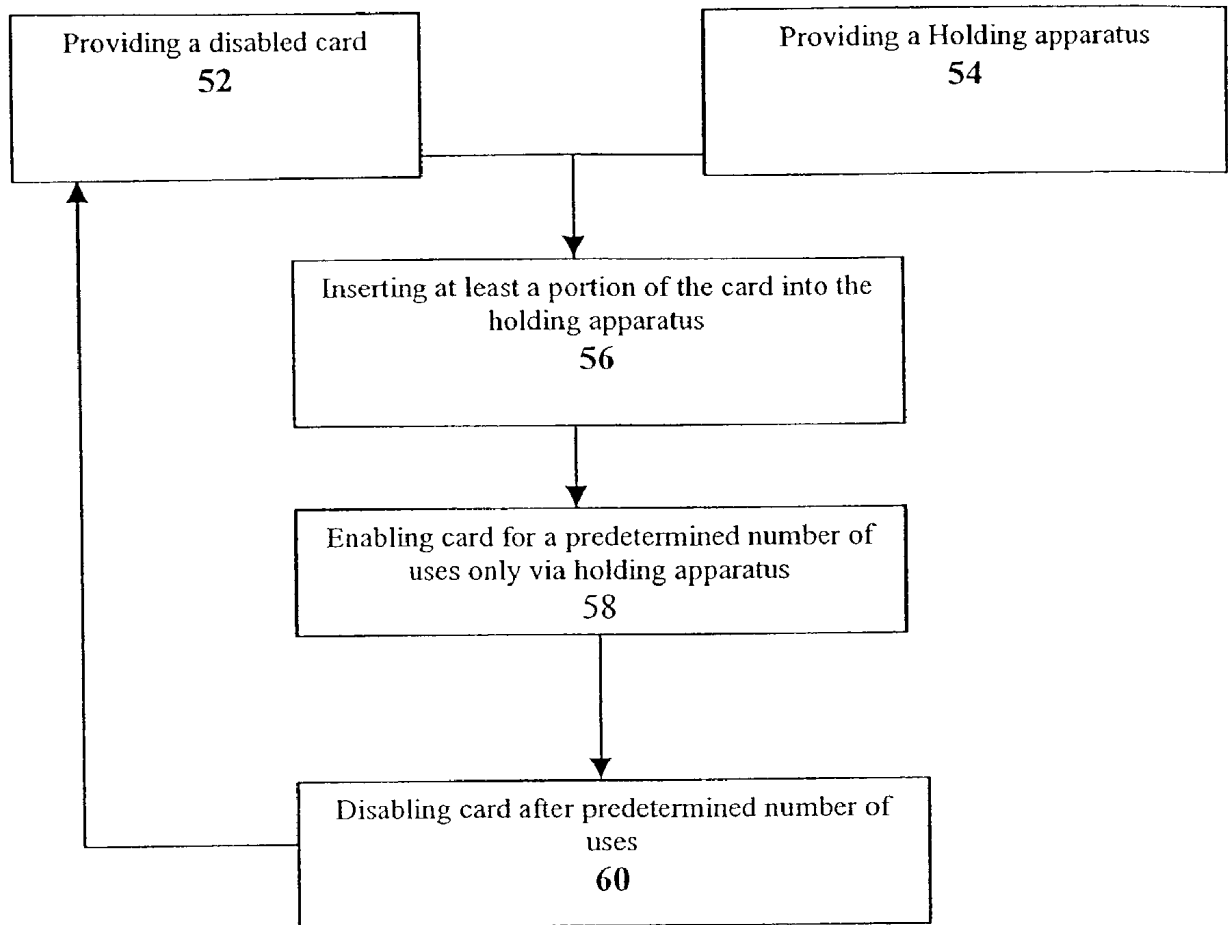 Providing a disabled card
52
Providing a Holding apparatus
54
Inserting at least a portion of the card into the
holding apparatus
56
Enabling card for a predetermined number of
uses only via holding apparatus
58
Disabling card after predetermined number of
uses
60